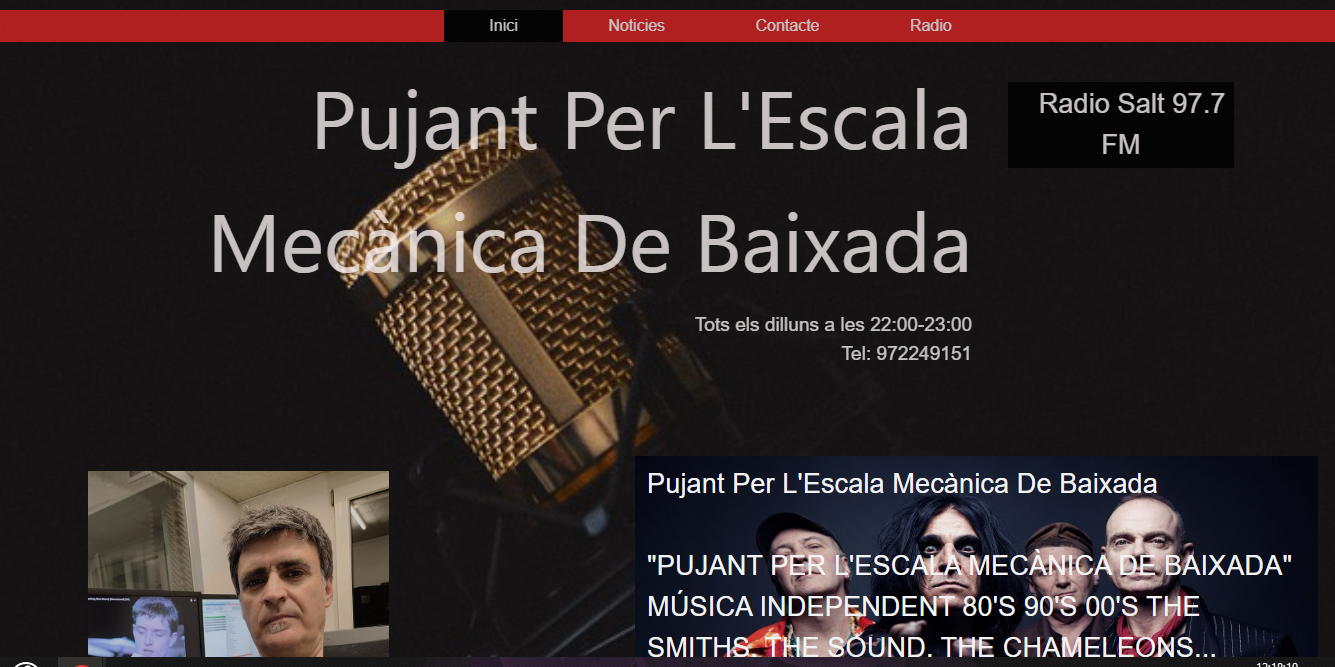 Inici Noticies Contacte Radio
Pujant Per L'Escala
Mecànica De Baixada
Radio Salt 97.7
FM
Tots els dilluns a les 22:00-23:00
Tel: 972249151
Pujant Per L'Escala Mecànica De Baixada
"PUJANT PER L'ESCALA MECÀNICA DE BAIXADA"
MÚSICA INDEPENDENT 80'S 90'S 00'S THE
SMITHS. THE SOUND. THE CHAMELEONS...